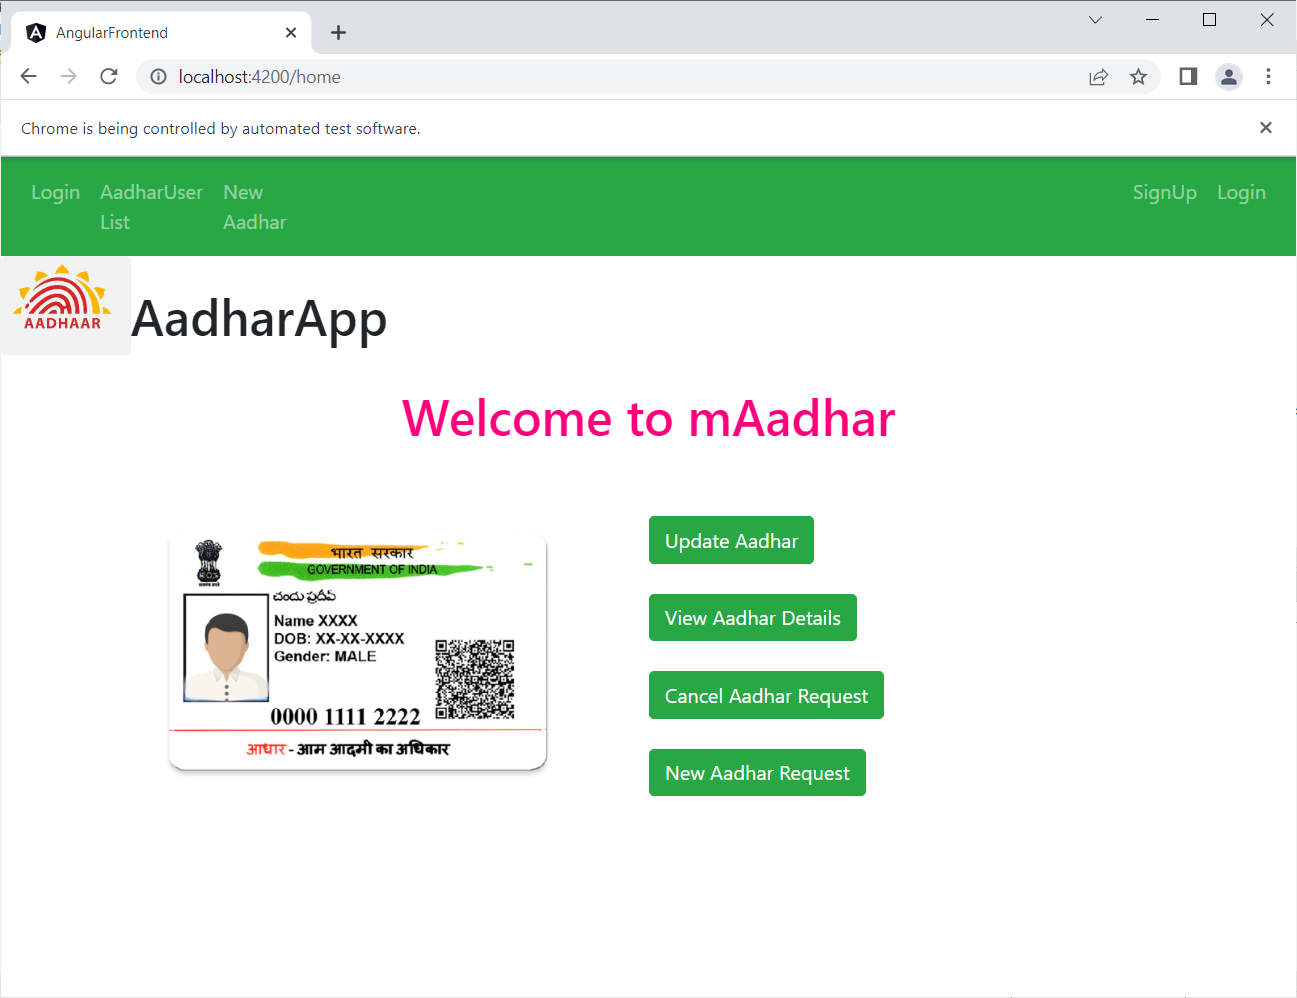 AngularFrontend
localhost:4200/home
Chrome is being controlled by automated test software.
Login AadharUser List New Aadhar SignUp Login
AADHAAR
AadharApp
Welcome to mAadhar
भारत सरकार
GOVERNMENT OF INDIA
చందు ప్రదీప్
Name XXXX
DOB: XX-XX-XXXX
Gender: MALE
0000 1111 2222
आधार - आम आदमी का अधिकार
Update Aadhar
View Aadhar Details
Cancel Aadhar Request
New Aadhar Request